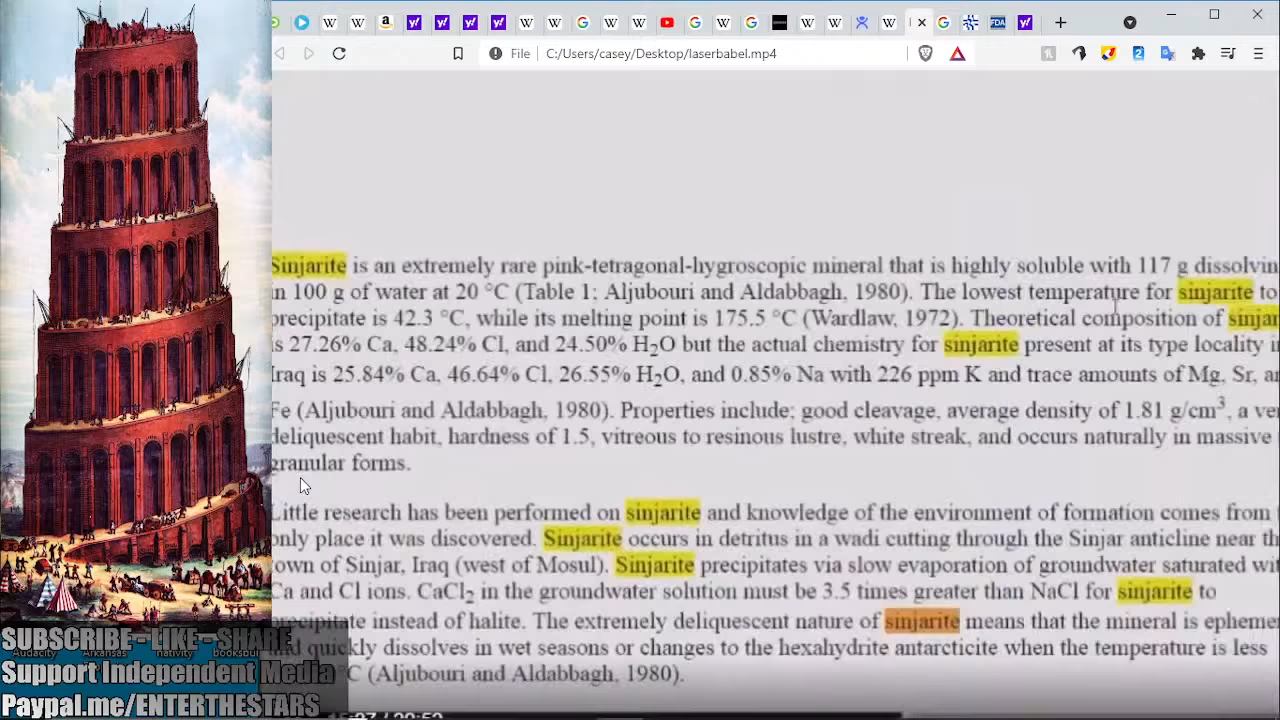 File C:/Users/casey/Desktop/laserbabel.mp4
Sinjarite is an extremely rare pink-tetragonal-hygroscopic mineral that is highly soluble with 117 g dissolvin
in 100 g of water at 20 °C (Table 1; Aljubouri and Aldabbagh, 1980). The lowest temperature for sinjarite to
precipitate is 42.3 °C, while its melting point is 175.5 °C (Wardlaw, 1972). Theoretical composition of sinjar
is 27.26% Ca, 48.24% Cl, and 24.50% H₂O but the actual chemistry for sinjarite present at its type locality in
Iraq is 25.84% Ca, 46.64% Cl, 26.55% H₂O, and 0.85% Na with 226 ppm K and trace amounts of Mg, Sr, an
Fe (Aljubouri and Aldabbagh, 1980). Properties include; good cleavage, average density of 1.81 g/cm³, a ve
deliquescent habit, hardness of 1.5, vitreous to resinous lustre, white streak, and occurs naturally in massive
granular forms.
Little research has been performed on sinjarite and knowledge of the environment of formation comes from
only place it was discovered. Sinjarite occurs in detritus in a wadi cutting through the Sinjar anticline near th
own of Sinjar, Iraq (west of Mosul). Sinjarite precipitates via slow evaporation of groundwater saturated wit
Ca and Cl ions. CaCl₂ in the groundwater solution must be 3.5 times greater than NaCl for sinjarite to
precipitate instead of halite. The extremely deliquescent nature of sinjarite means that the mineral is ephemer
and quickly dissolves in wet seasons or changes to the hexahydrite antarcticite when the temperature is less
°C (Aljubouri and Aldabbagh, 1980).
SUBSCRIBE - LIKE - SHARE
Audacity Arkansas nativity booksoul
Support Independent Media
Paypal.me/ENTERTHESTARS